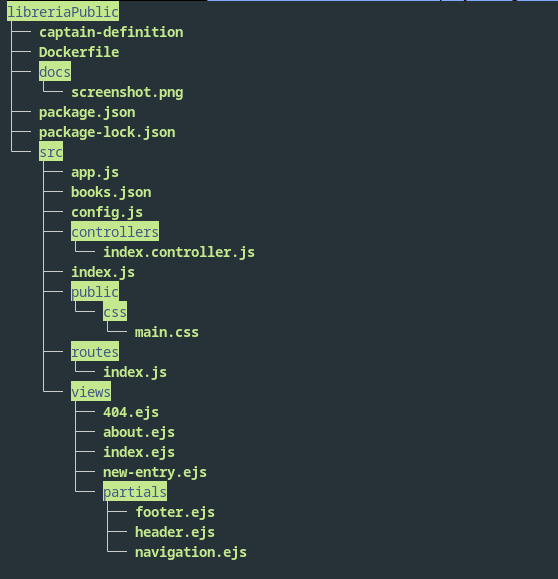 libreriaPublic
├── captain-definition
├── Dockerfile
├── docs
│   └── screenshot.png
├── package.json
├── package-lock.json
└── src
    ├── app.js
    ├── books.json
    ├── config.js
    ├── controllers
    │   └── index.controller.js
    ├── index.js
    ├── public
    │   └── css
    │       └── main.css
    ├── routes
    │   └── index.js
    └── views
        ├── 404.ejs
        ├── about.ejs
        ├── index.ejs
        ├── new-entry.ejs
        └── partials
            ├── footer.ejs
            ├── header.ejs
            └── navigation.ejs